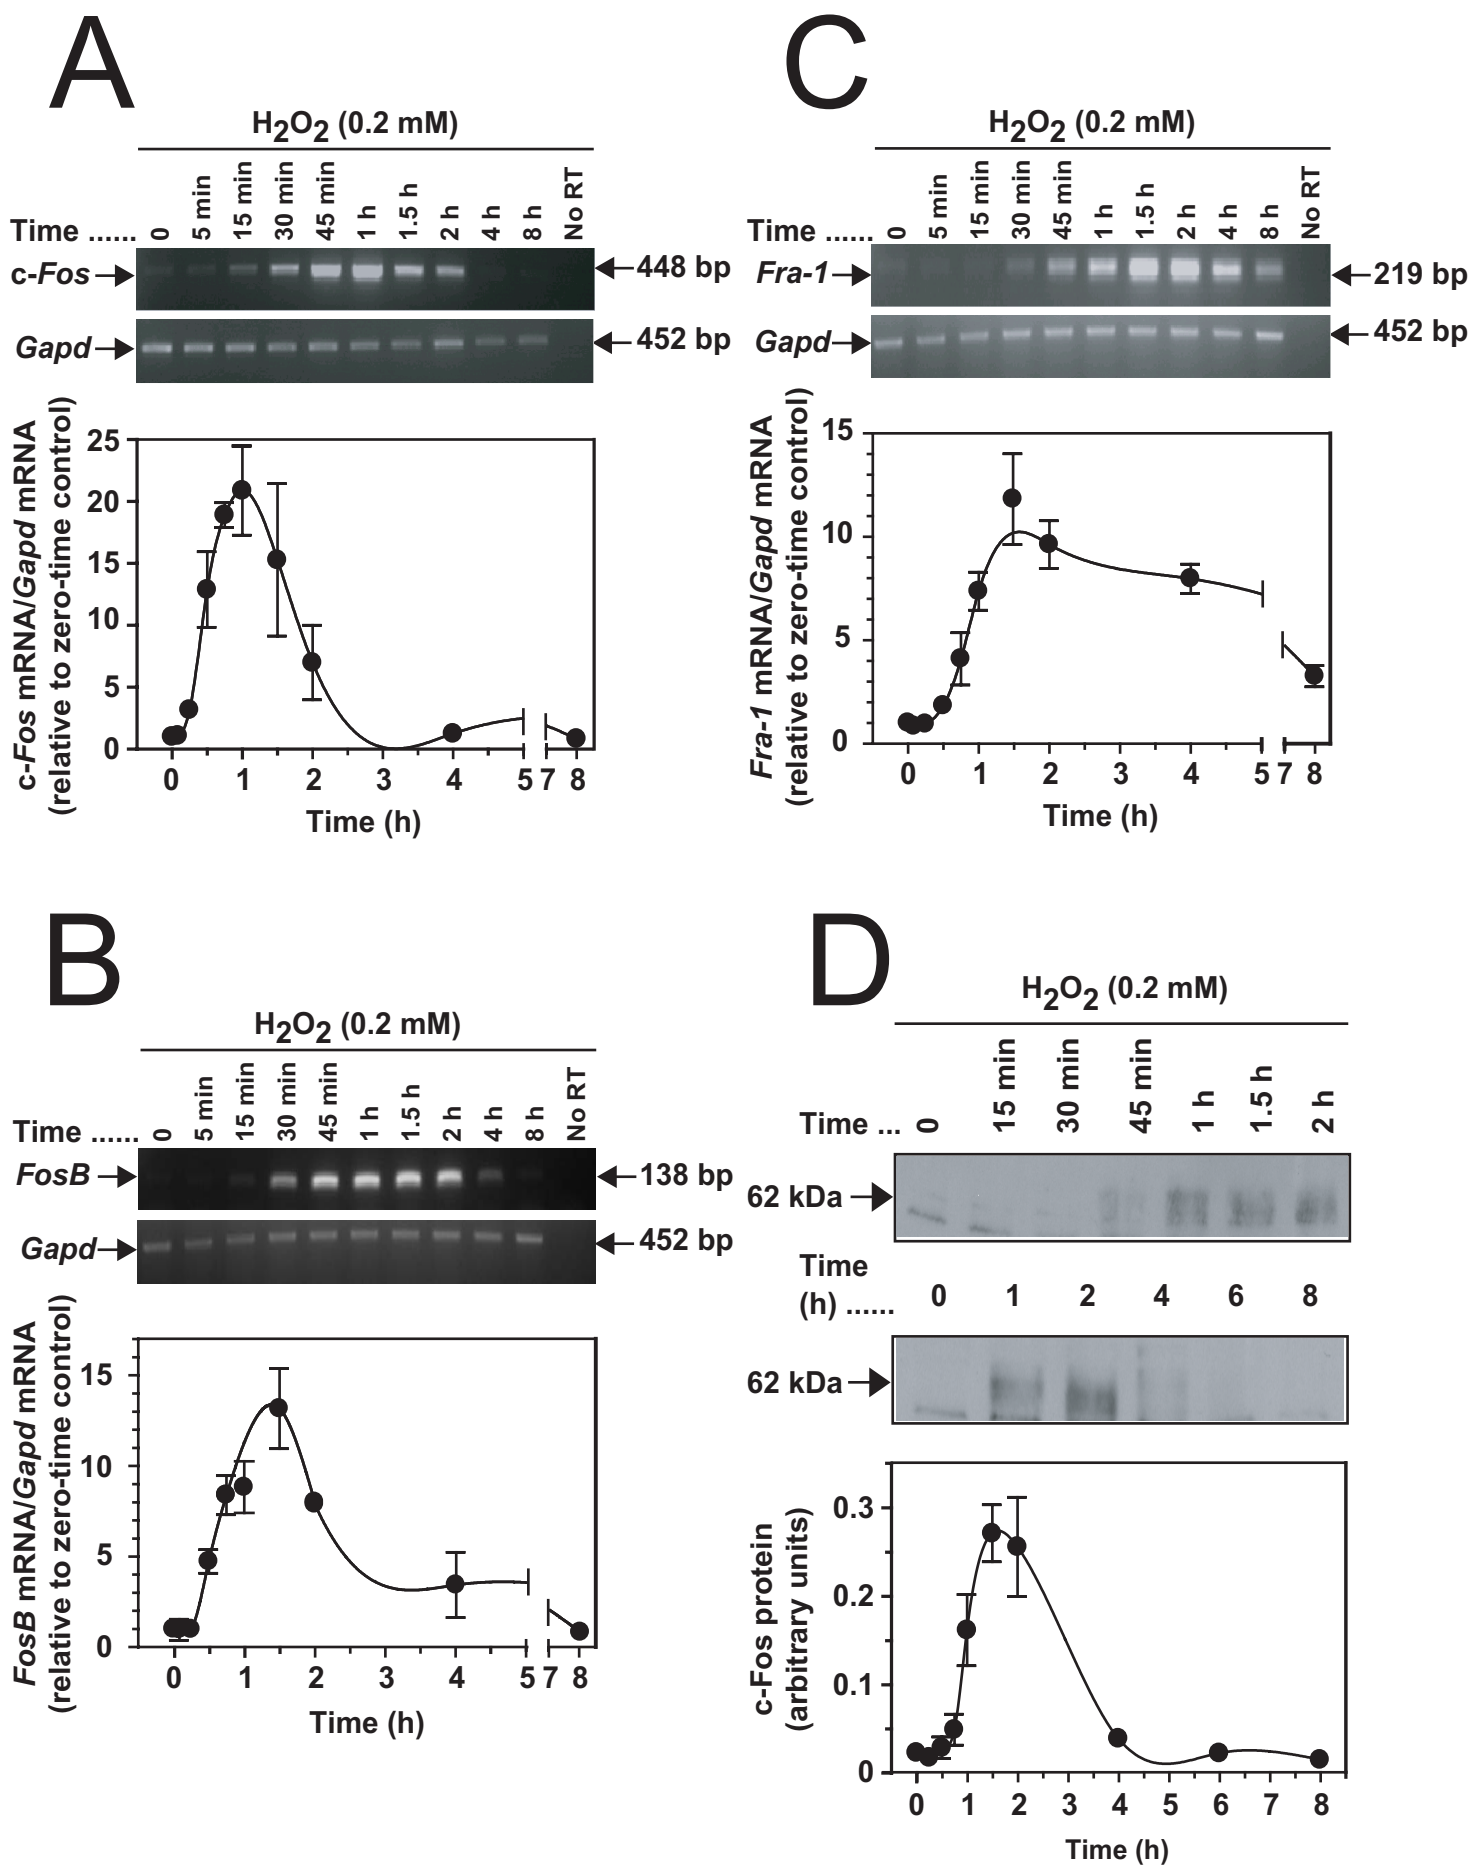 A
H2O2 (0.2 mM)
Time ...... 0 5 min 15 min 30 min 45 min 1 h 1.5 h 2 h 4 h 8 h No RT
c-Fos 448 bp
Gapd 452 bp
c-Fos mRNA/Gapd mRNA
(relative to zero-time control)
25
20
15
10
5
0
0 1 2 3 4 5 7 8
Time (h)
C
H2O2 (0.2 mM)
Time ...... 0 5 min 15 min 30 min 45 min 1 h 1.5 h 2 h 4 h 8 h No RT
Fra-1 219 bp
Gapd 452 bp
Fra-1 mRNA/Gapd mRNA
(relative to zero-time control)
15
10
5
0
0 1 2 3 4 5 7 8
Time (h)
B
H2O2 (0.2 mM)
Time ...... 0 5 min 15 min 30 min 45 min 1 h 1.5 h 2 h 4 h 8 h No RT
FosB 138 bp
Gapd 452 bp
FosB mRNA/Gapd mRNA
(relative to zero-time control)
15
10
5
0
0 1 2 3 4 5 7 8
Time (h)
D
H2O2 (0.2 mM)
Time ... 0 15 min 30 min 45 min 1 h 1.5 h 2 h
62 kDa
Time
(h) ...... 0 1 2 4 6 8
62 kDa
c-Fos protein
(arbitrary units)
0.3
0.2
0.1
0
0 1 2 3 4 5 6 7 8
Time (h)